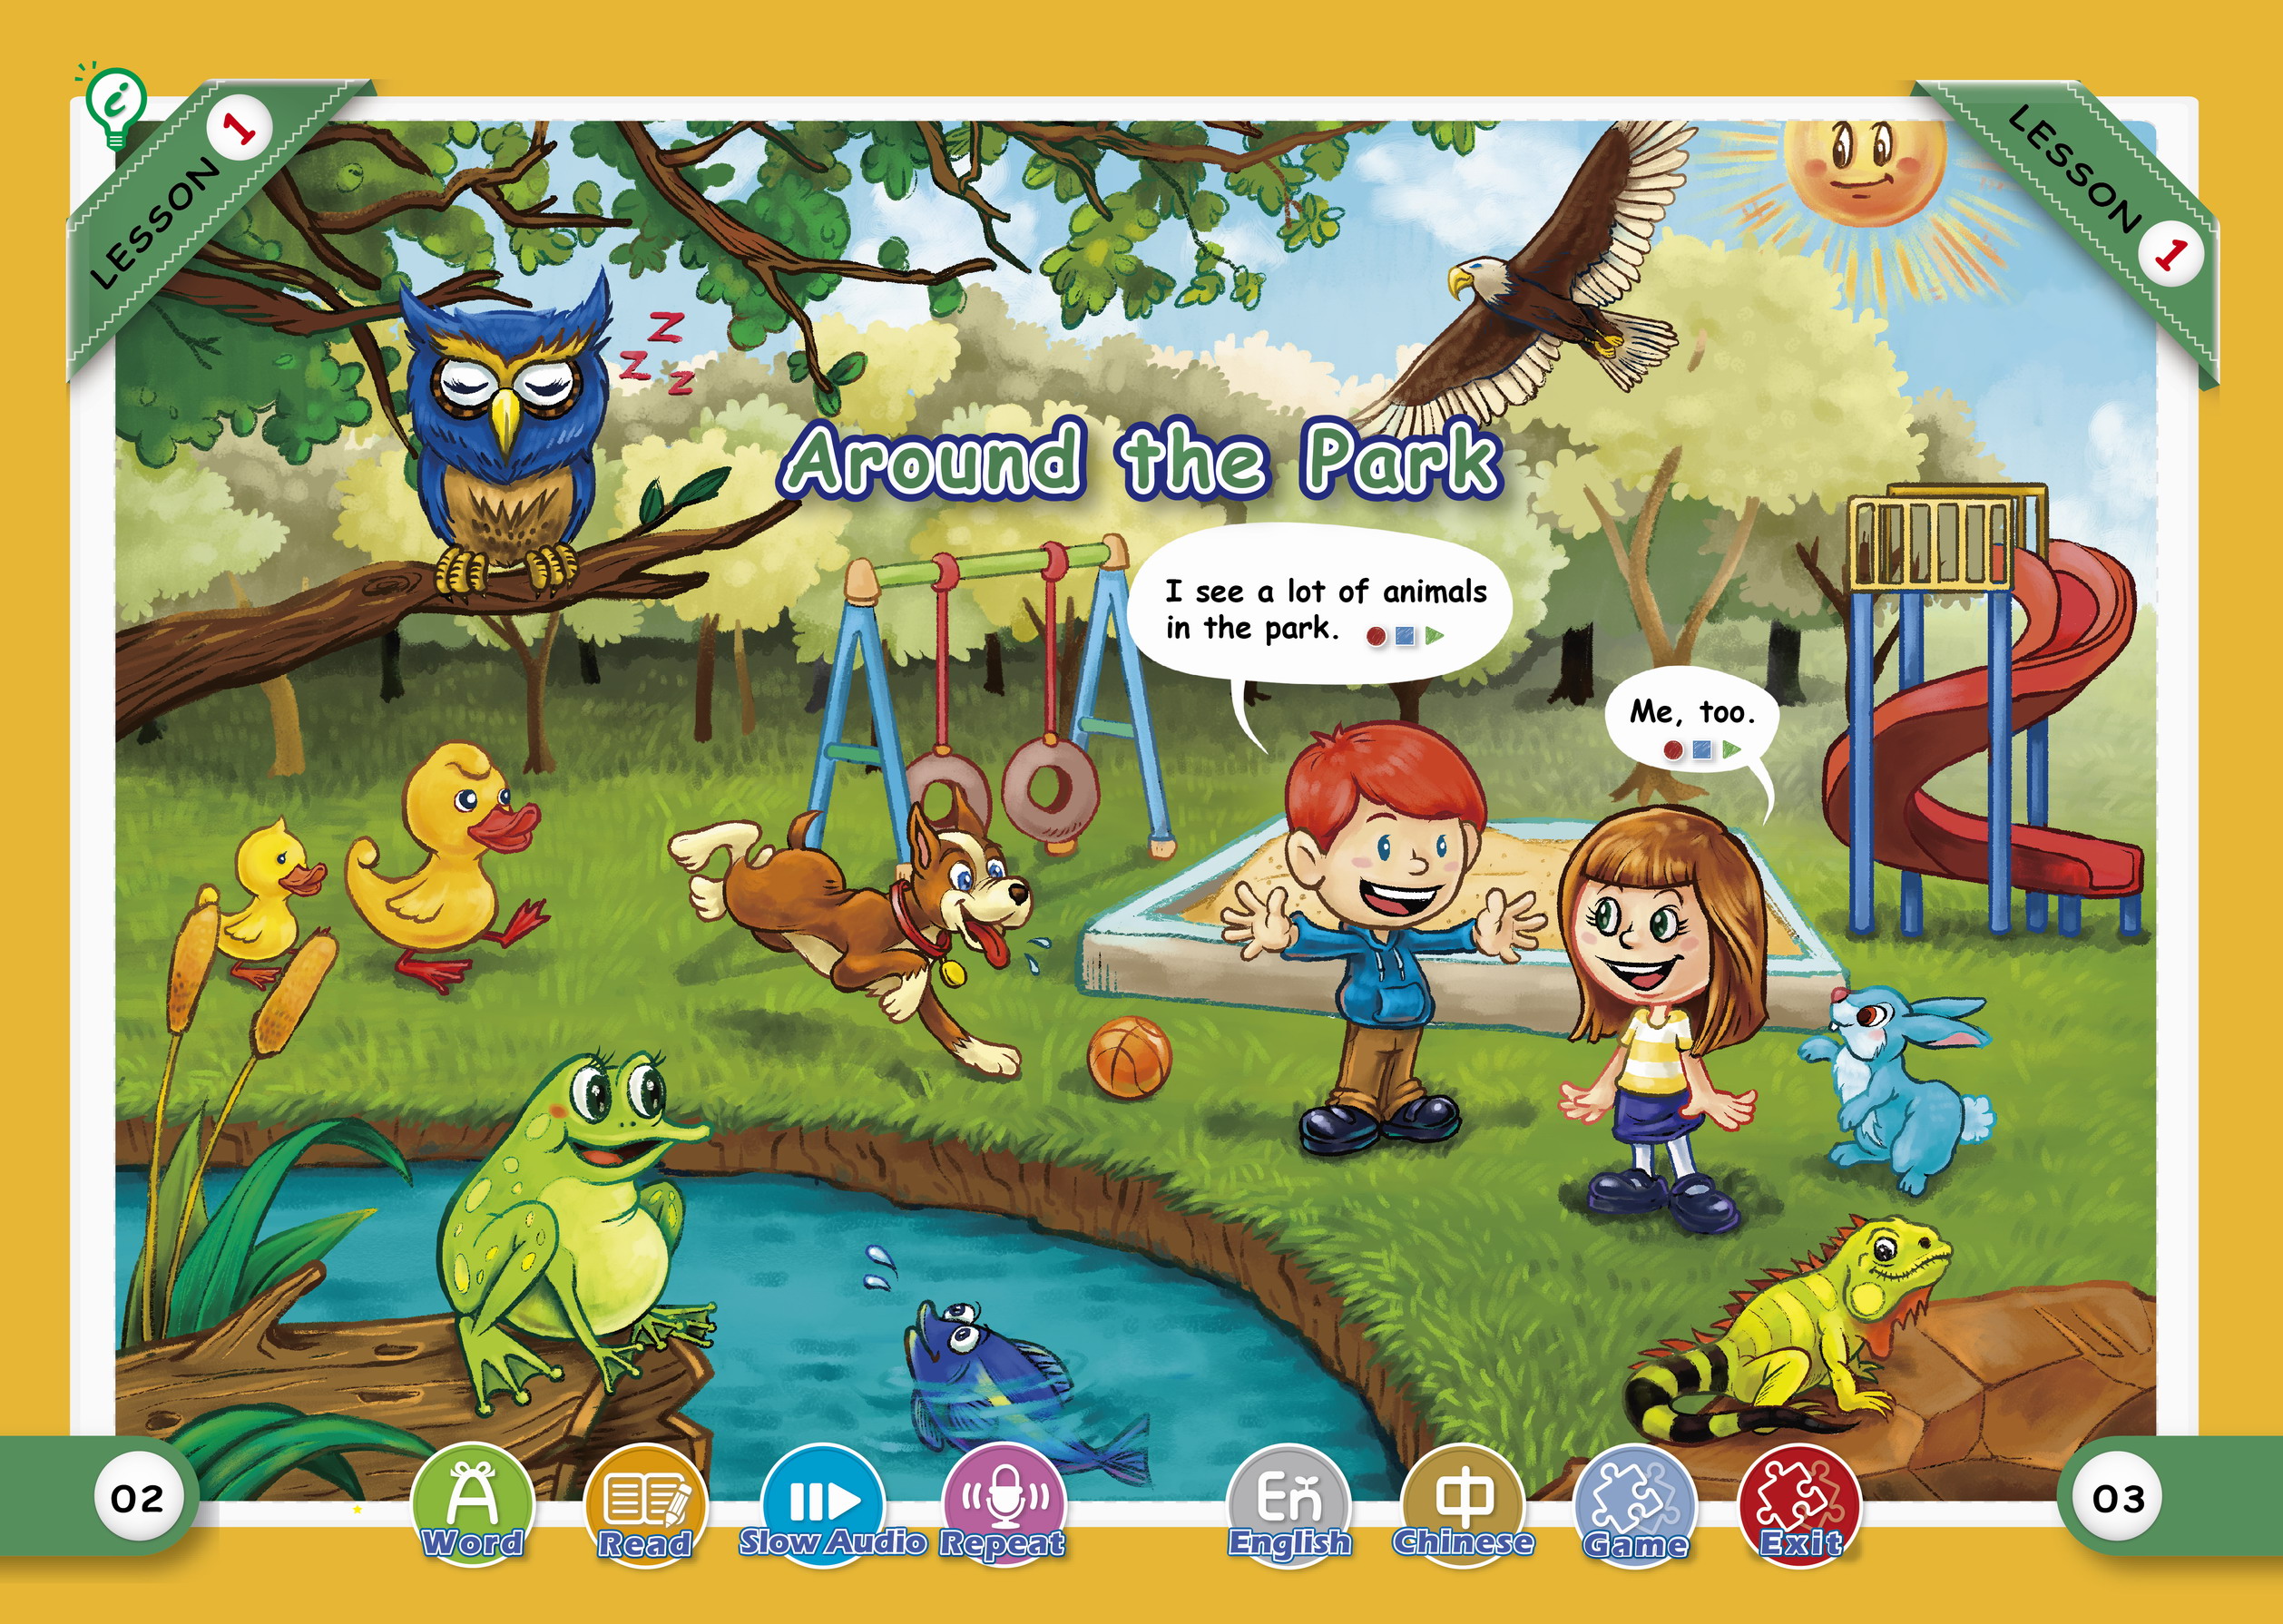 LESSON 1
LESSON 1
Z
Z
Z
Around the Park
I see a lot of animals
in the park.
Me, too.
02
Word
Read
Slow Audio
Repeat
En
English
中
Chinese
Game
Exit
03